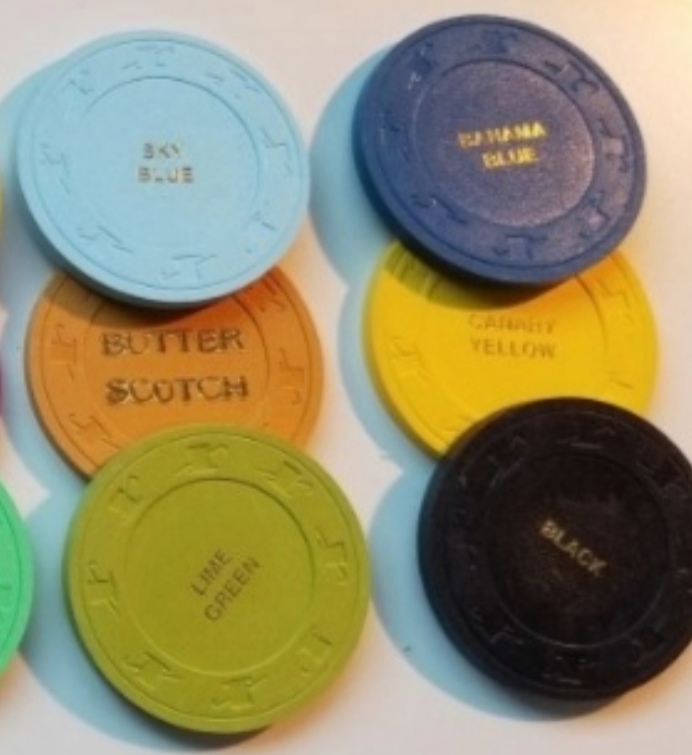 SKY
BLUE
BAHAMA
BLUE
BUTTER
SCOTCH
CANARY
YELLOW
LIME
GREEN
BLACK